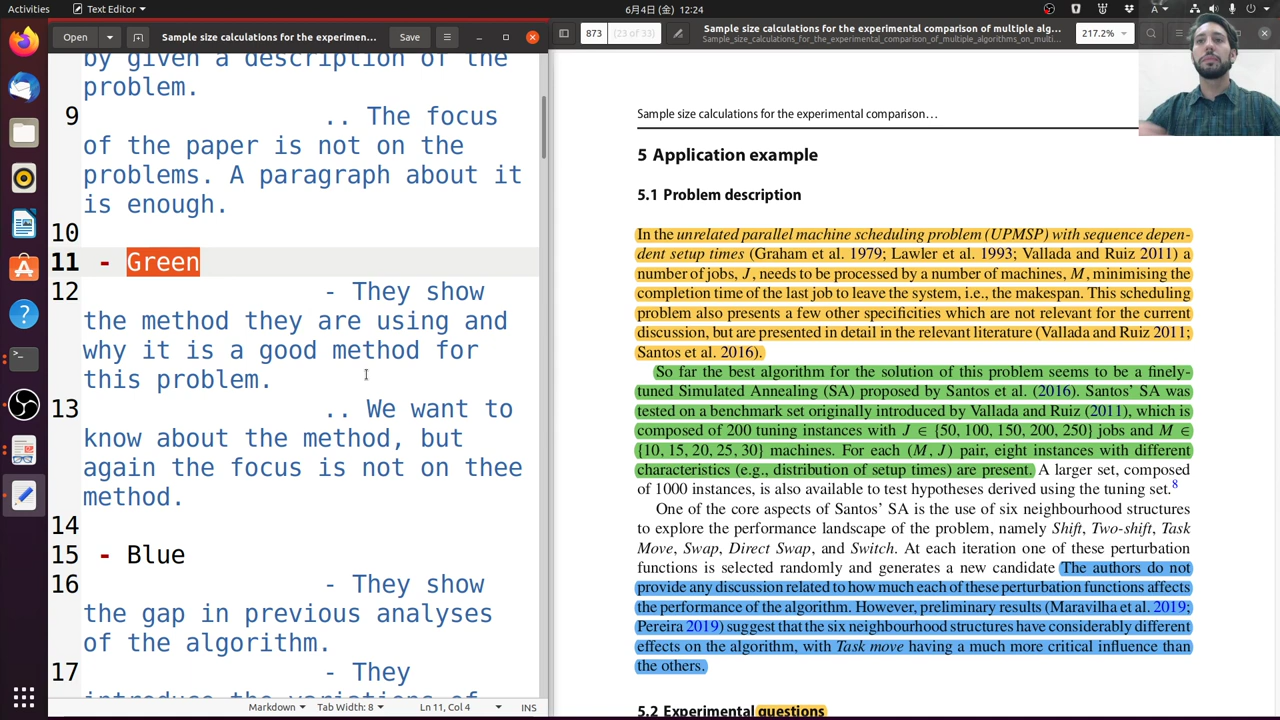 Activities
Text Editor
6月4日 (金) 12:24
A
Open
Sample size calculations for the experimen...
Save
873
(23 of 33)
Sample size calculations for the experimental comparison of multiple alg...
Sample_size_calculations_for_the_experimental_comparison_of_multiple_algorithms_on_multi...
217.2%
by given a description of the
problem.
9 .. The focus
of the paper is not on the
problems. A paragraph about it
is enough.
10
11 - Green
12 - They show
the method they are using and
why it is a good method for
this problem.
13 .. We want to
know about the method, but
again the focus is not on thee
method.
14
15 - Blue
16 - They show
the gap in previous analyses
of the algorithm.
17 - They
introduce the variations of
Markdown
Tab Width: 8
Ln 11, Col 4
INS
Sample size calculations for the experimental comparison…
5 Application example
5.1 Problem description
In the unrelated parallel machine scheduling problem (UPMSP) with sequence depen-
dent setup times (Graham et al. 1979; Lawler et al. 1993; Vallada and Ruiz 2011) a
number of jobs, J, needs to be processed by a number of machines, M, minimising the
completion time of the last job to leave the system, i.e., the makespan. This scheduling
problem also presents a few other specificities which are not relevant for the current
discussion, but are presented in detail in the relevant literature (Vallada and Ruiz 2011;
Santos et al. 2016).
So far the best algorithm for the solution of this problem seems to be a finely-
tuned Simulated Annealing (SA) proposed by Santos et al. (2016). Santos' SA was
tested on a benchmark set originally introduced by Vallada and Ruiz (2011), which is
composed of 200 tuning instances with J ∈ {50, 100, 150, 200, 250} jobs and M ∈
{10, 15, 20, 25, 30} machines. For each (M, J) pair, eight instances with different
characteristics (e.g., distribution of setup times) are present. A larger set, composed
of 1000 instances, is also available to test hypotheses derived using the tuning set.8
One of the core aspects of Santos' SA is the use of six neighbourhood structures
to explore the performance landscape of the problem, namely Shift, Two-shift, Task
Move, Swap, Direct Swap, and Switch. At each iteration one of these perturbation
functions is selected randomly and generates a new candidate The authors do not
provide any discussion related to how much each of these perturbation functions affects
the performance of the algorithm. However, preliminary results (Maravilha et al. 2019;
Pereira 2019) suggest that the six neighbourhood structures have considerably different
effects on the algorithm, with Task move having a much more critical influence than
the others.
5.2 Experimental questions